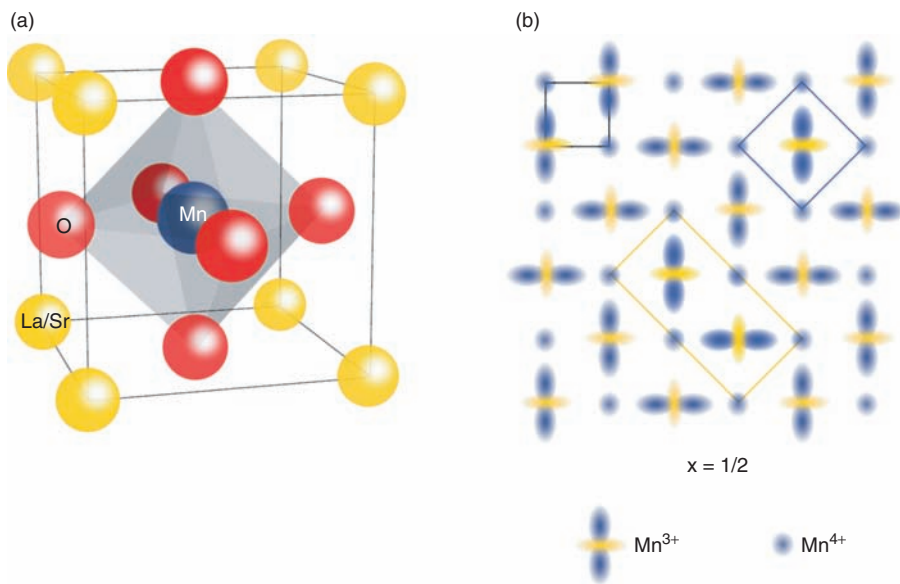 (a)
(b)
O
Mn
La/Sr
x = 1/2
Mn³⁺
Mn⁴⁺